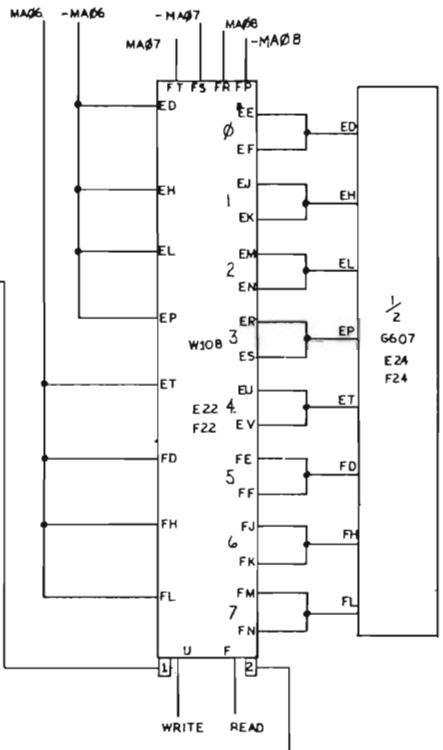 MAØ6 -MAØ6 -MAØ7 MAØ8
MAØ7 -MAØ8
FT FS FR FP
ED EE ED
Ø
EF
EJ
EH 1 EH
EK
EL EM EL
2
EN
EP ER EP
W108 3
ES
ET EU ET
E22 4
F22 EV
FD FE FD
5
FF
FH FJ FH
6
FK
FL FM FL
7
FN
U F
1 2
WRITE READ
1/2
G607
E24
F24